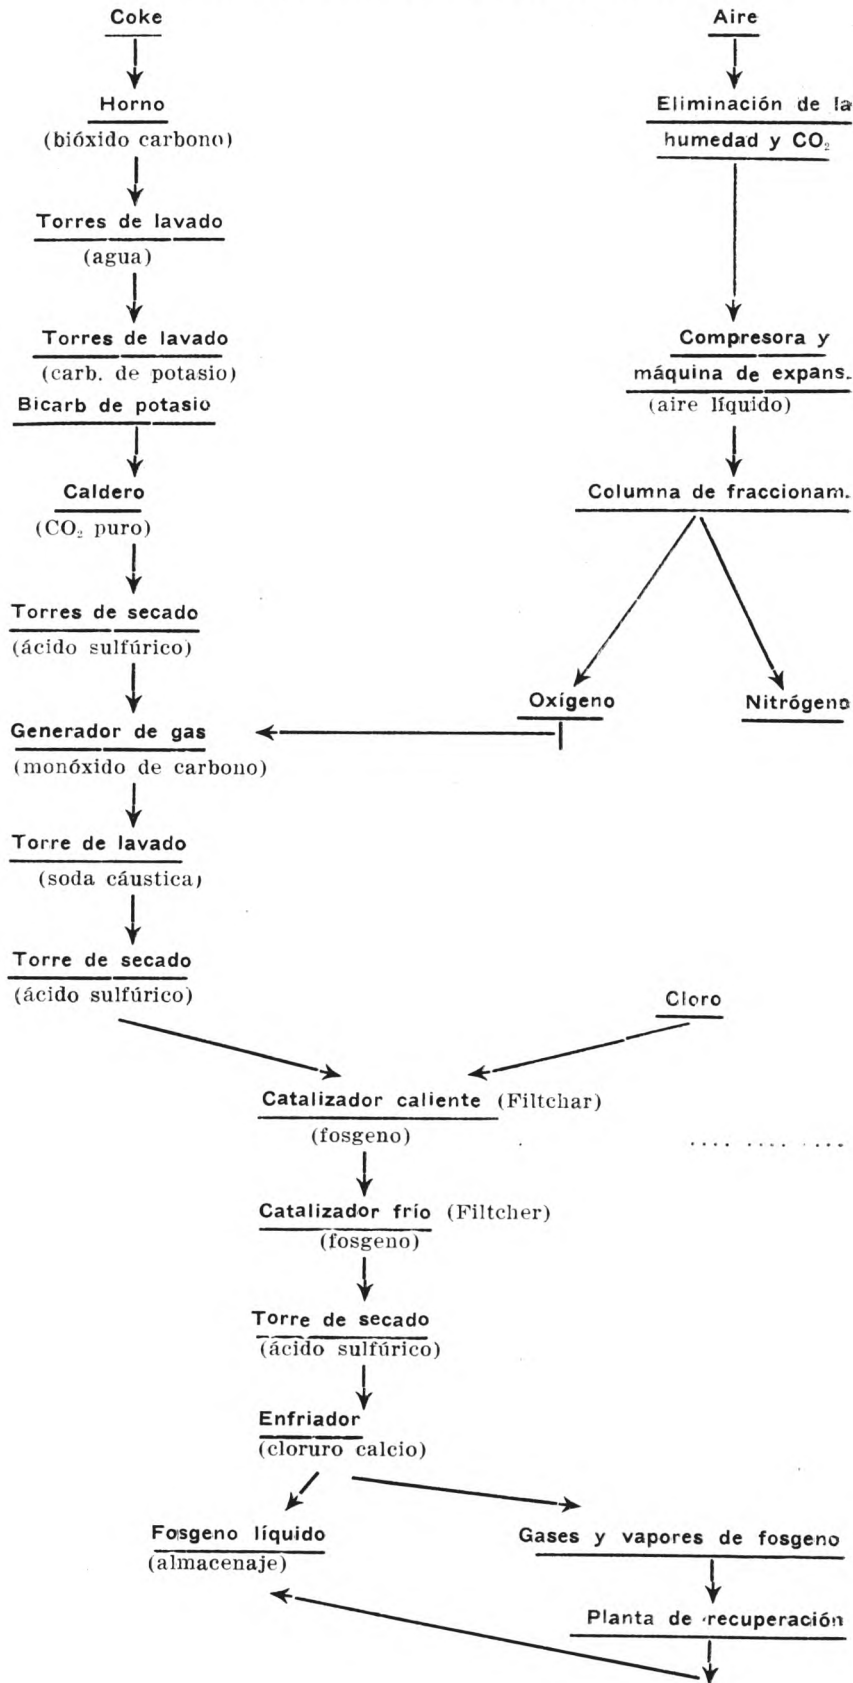 Coke
Horno
(bióxido carbono)
Torres de lavado
(agua)
Torres de lavado
(carb. de potasio)
Bicarb de potasio
Caldero
(CO₂ puro)
Torres de secado
(ácido sulfúrico)
Generador de gas
(monóxido de carbono)
Torre de lavado
(soda cáustica)
Torre de secado
(ácido sulfúrico)
Aire
Eliminación de la
humedad y CO₂
Compresora y
máquina de expans.
(aire líquido)
Columna de fraccionam.
Oxígeno
Nitrógeno
Cloro
Catalizador caliente (Filtchar)
(fosgeno)
Catalizador frío (Filtcher)
(fosgeno)
Torre de secado
(ácido sulfúrico)
Enfriador
(cloruro calcio)
Fosgeno líquido
(almacenaje)
Gases y vapores de fosgeno
Planta de recuperación